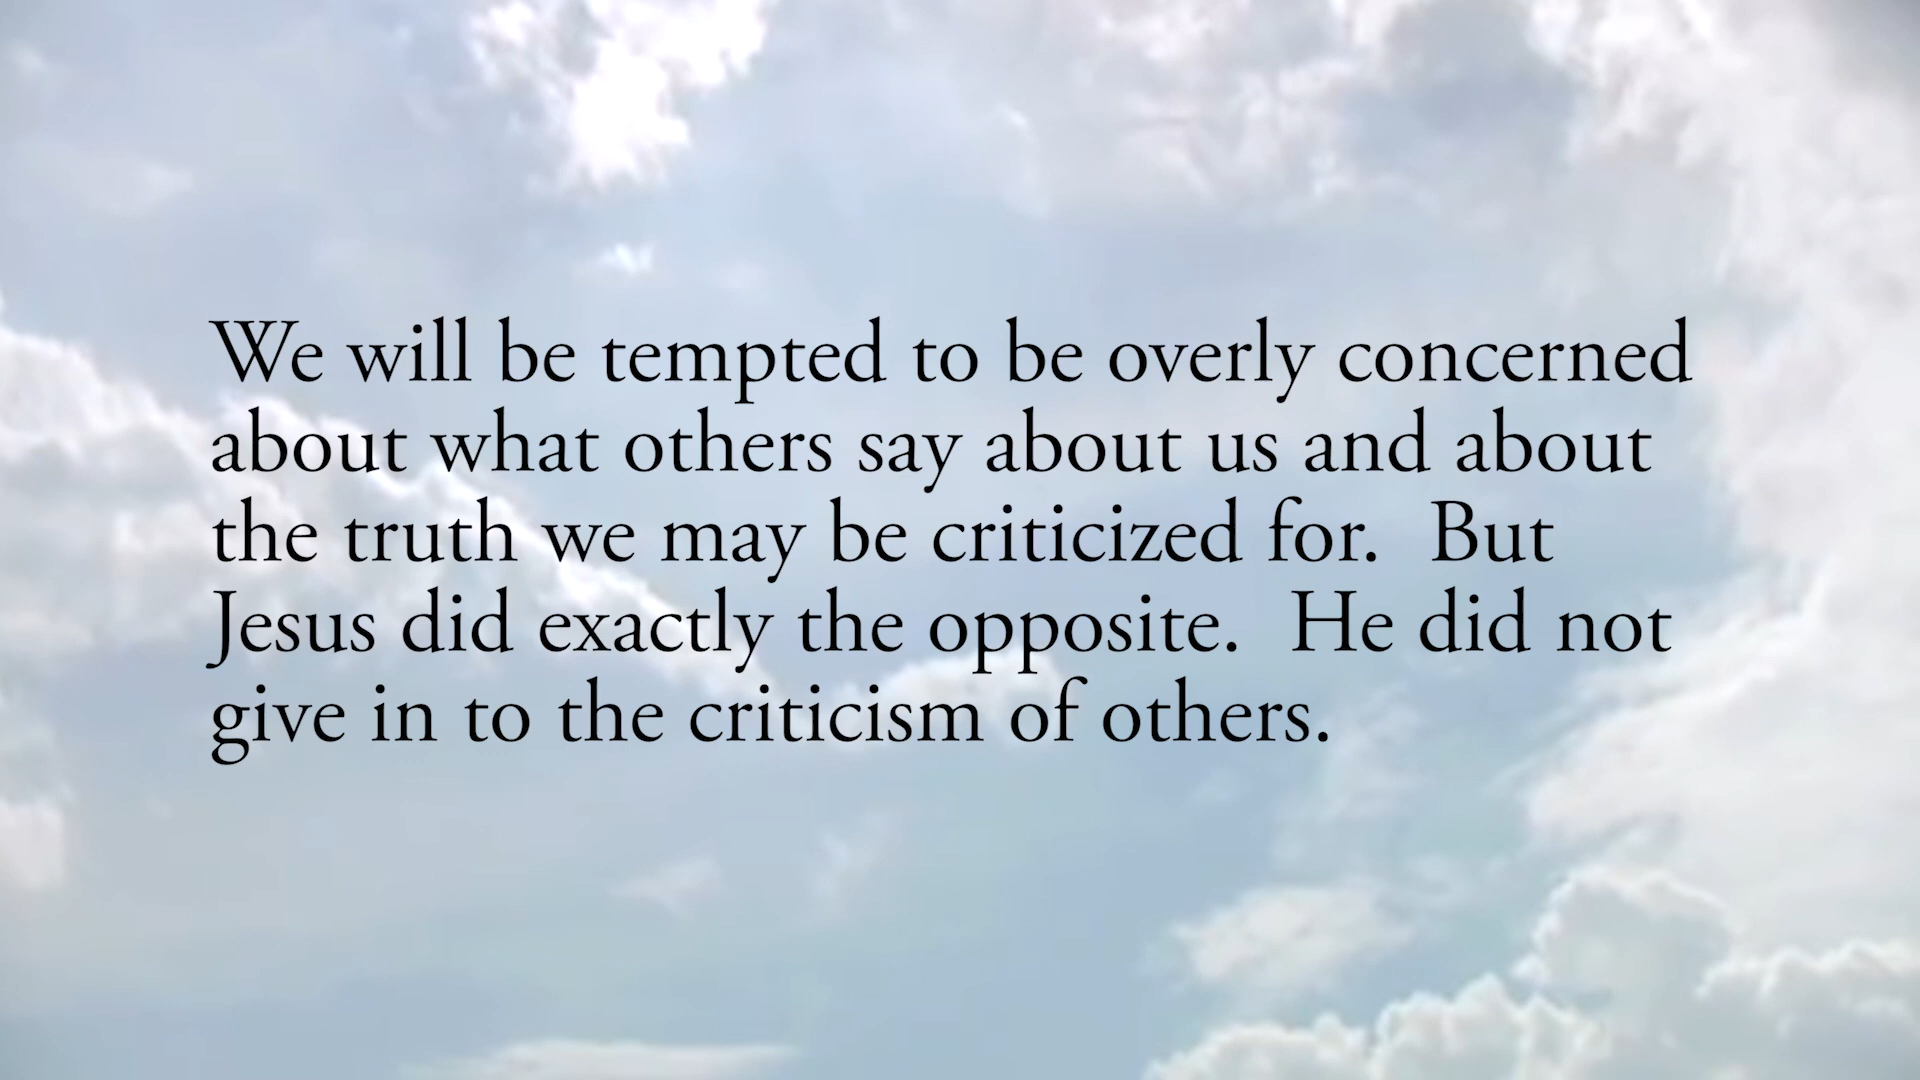 We will be tempted to be overly concerned
about what others say about us and about
the truth we may be criticized for.  But
Jesus did exactly the opposite.  He did not
give in to the criticism of others.